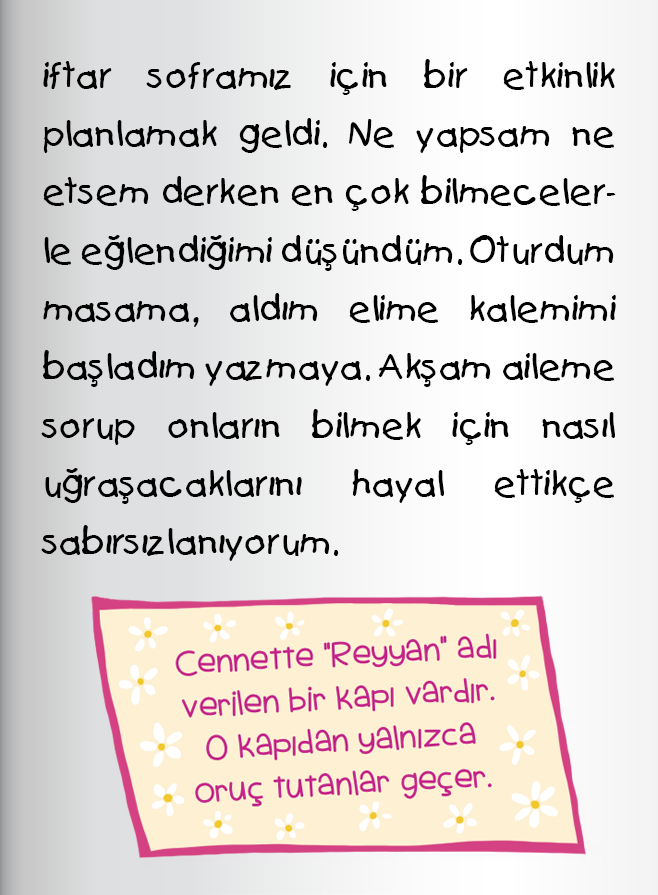 iftar soframız için bir etkinlik
planlamak geldi. Ne yapsam ne
etsem derken en çok bilmeceler-
le eğlendiğimi düşündüm. Oturdum
masama, aldım elime kalemimi
başladım yazmaya. Akşam aileme
sorup onların bilmek için nasıl
uğraşacaklarını hayal ettikçe
sabırsızlanıyorum.
Cennette "Reyyan" adı
verilen bir kapı vardır.
O kapıdan yalnızca
oruç tutanlar geçer.